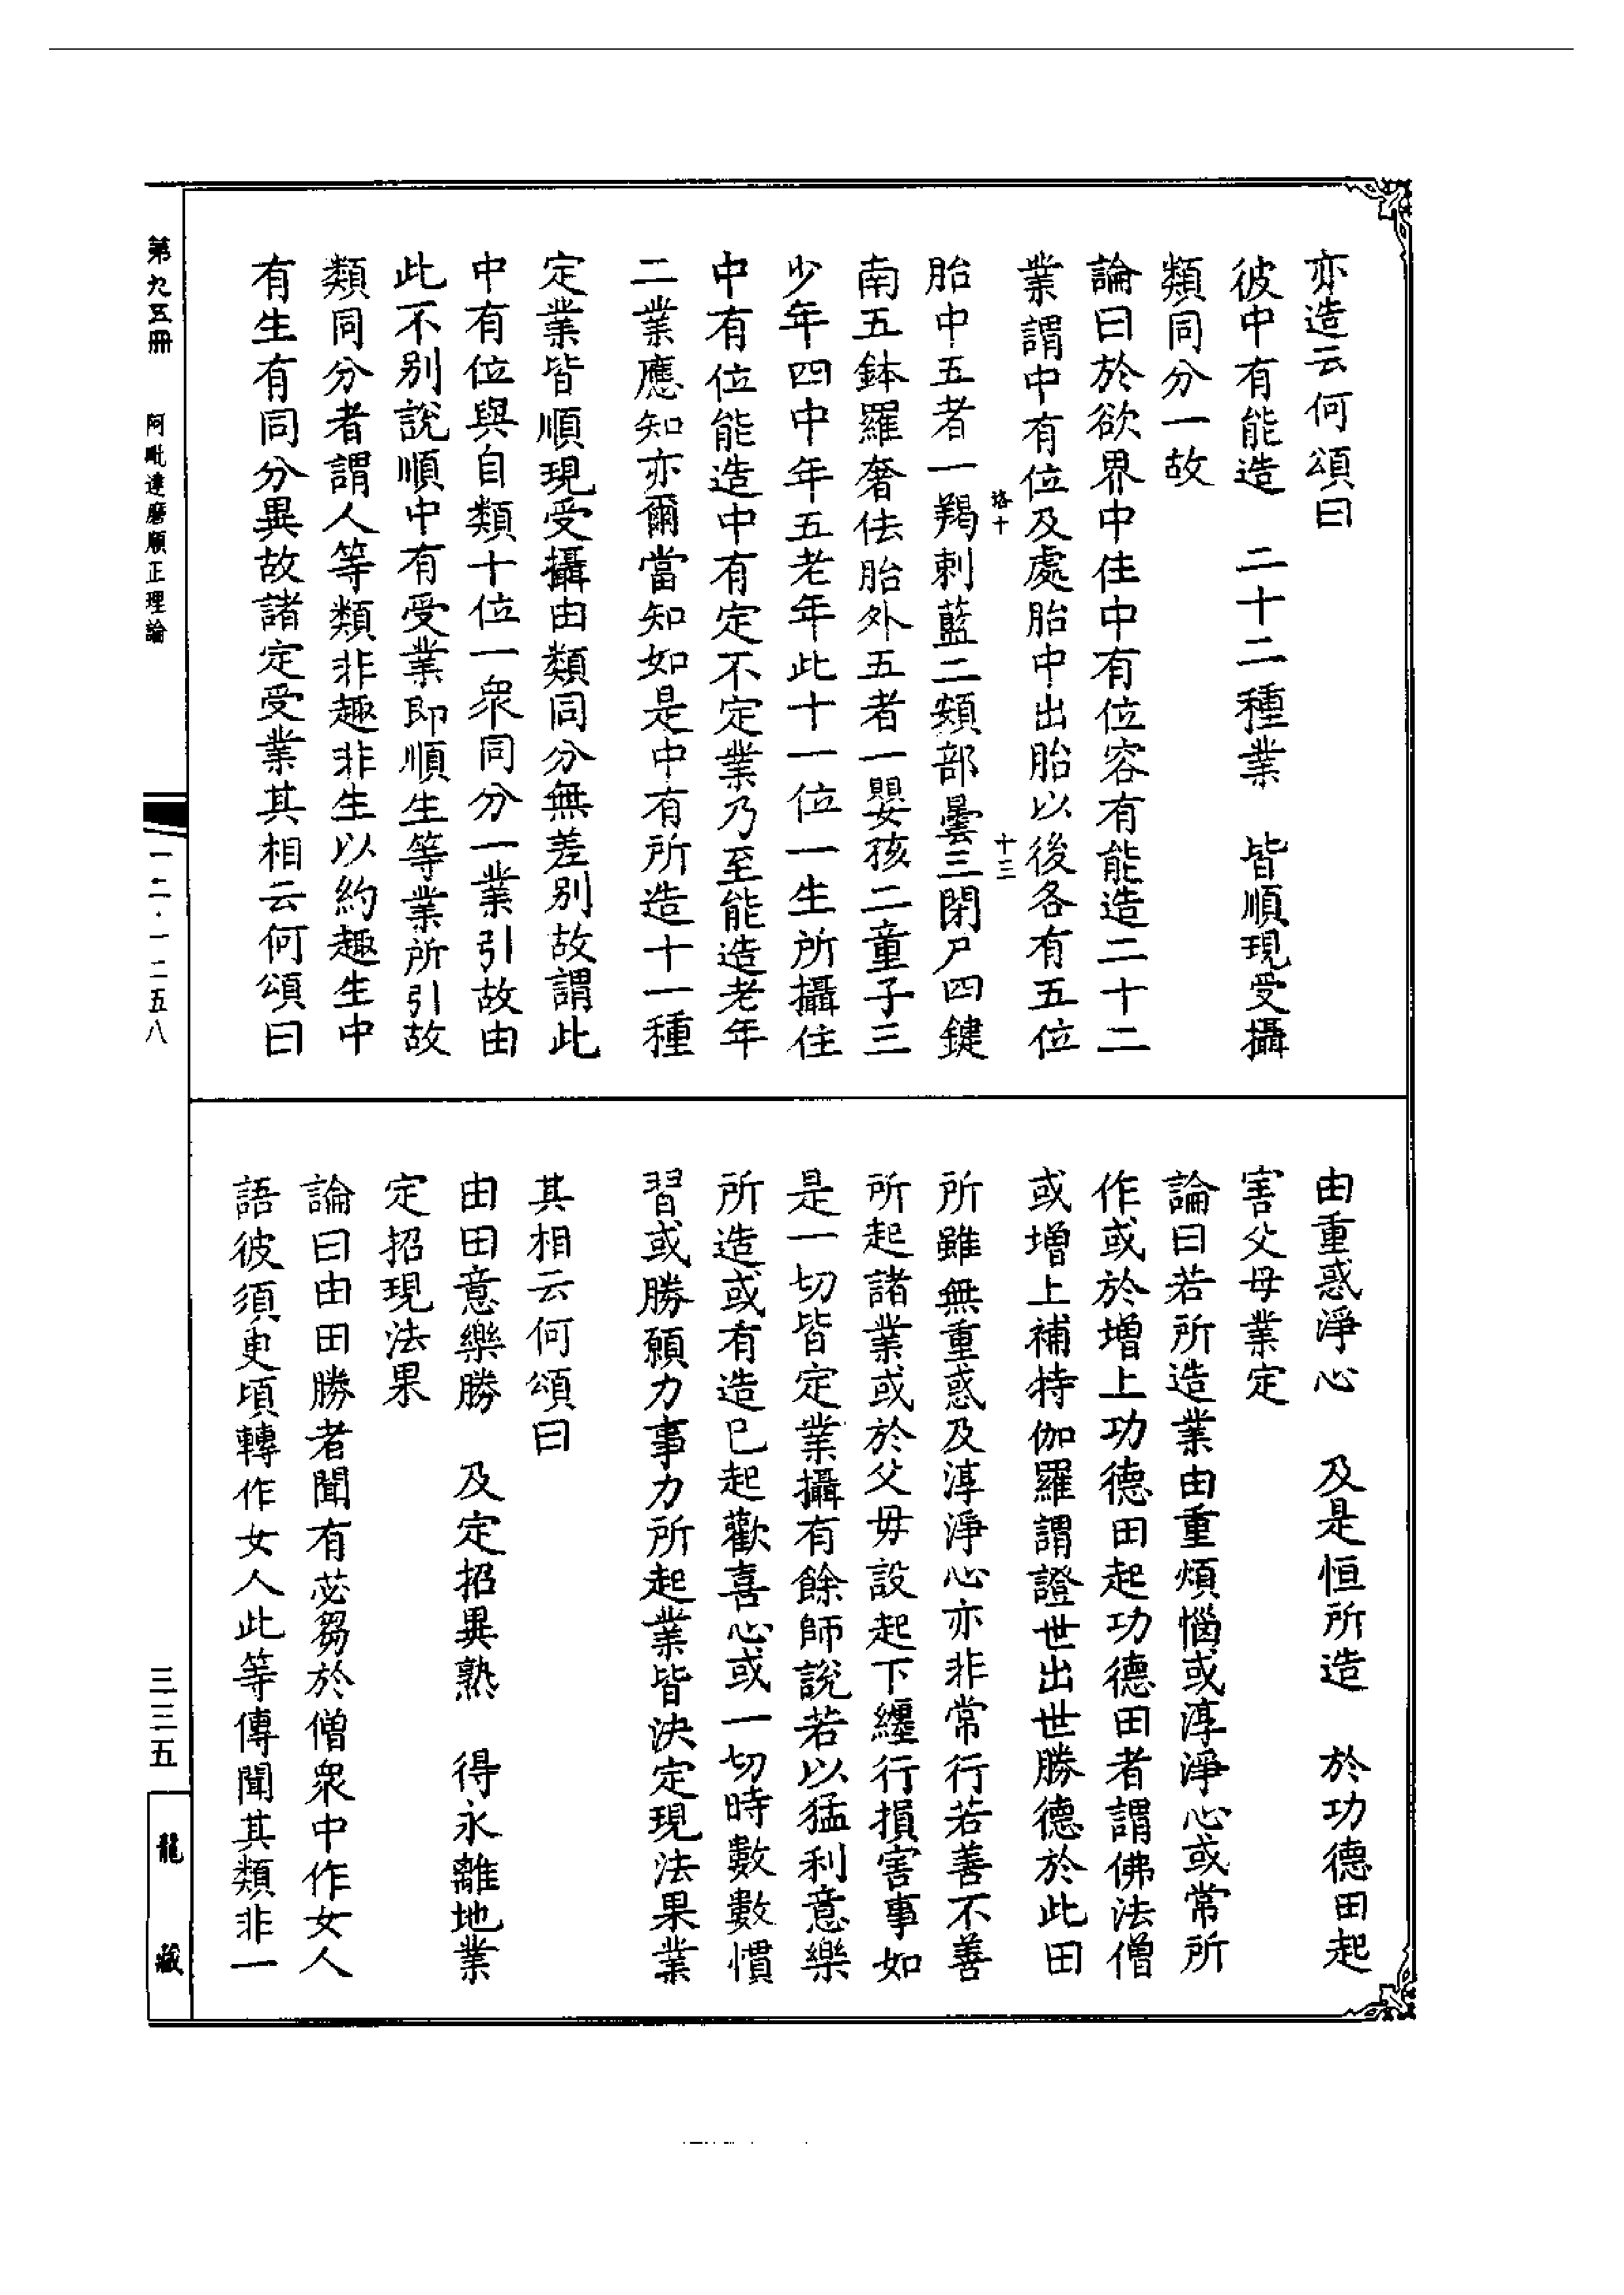 亦造云何頌曰
彼中有能造　二十二種業　皆順現受攝
類同分一故
論曰於欲界中住中有位容有能造二十二
業謂中有位及處胎中出胎以後各有五位
胎中五者一羯剌藍二頞部曇三閉尸四鍵
南五鉢羅奢佉胎外五者一嬰孩二童子三
少年四中年五老年此十一位一生所攝住
中有位能造中有定不定業乃至能造老年
二業應知亦爾當知如是中有所造十一種
定業皆順現受攝由類同分無差別故謂此
中有位與自類十位一衆同分一業引故由
此不別說順中有受業即順生等業所引故
類同分者謂人等類非趣非生以約趣生中
有生有同分異故諸定受業其相云何頌曰
由重惑淨心　及是恒所造　於功德田起
害父母業定
論曰若所造業由重煩惱或淳淨心或常所
作或於增上功德田起功德田者謂佛法僧
或增上補特伽羅謂證世出世勝德於此田
所雖無重惑及淳淨心亦非常行若善不善
所起諸業或於父母設起下纏行損害事如
是一切皆定業攝有餘師說若以猛利意樂
所造或有造已起歡喜心或一切時數數慣
習或勝願力事力所起業皆決定現法果業
其相云何頌曰
由田意樂勝　及定招異熟　得永離地業
定招現法果
論曰由田勝者聞有苾芻於僧衆中作女人
語彼須更頃轉作女人此等傳聞其類非一
第九五冊　阿毗達磨順正理論
一二·一二五八
三三五
龍藏
十三